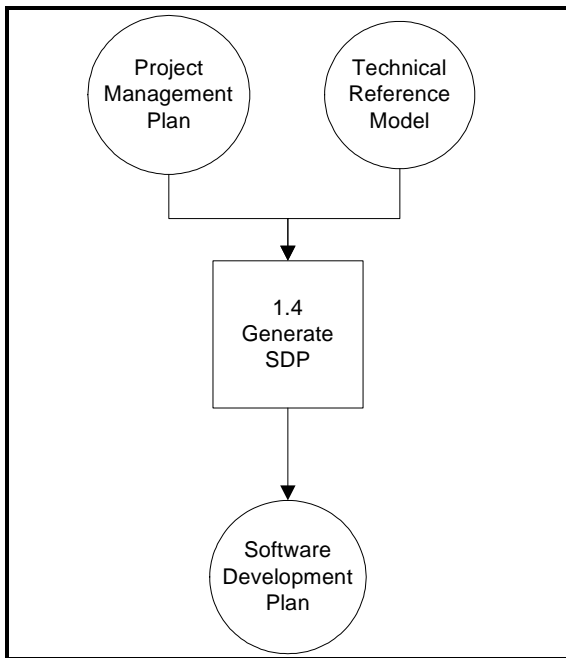 Project
Management
Plan
Technical
Reference
Model
1.4
Generate
SDP
Software
Development
Plan